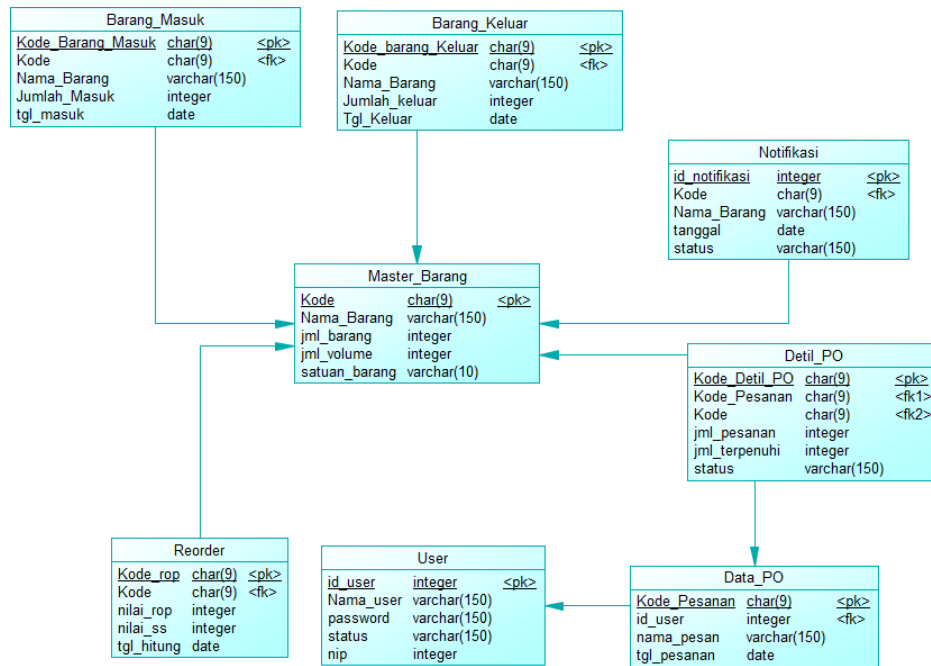 Barang_Masuk
Kode_Barang_Masuk char(9) <pk>
Kode char(9) <fk>
Nama_Barang varchar(150)
Jumlah_Masuk integer
tgl_masuk date
Barang_Keluar
Kode_barang_Keluar char(9) <pk>
Kode char(9) <fk>
Nama_Barang varchar(150)
Jumlah_keluar integer
Tgl_Keluar date
Notifikasi
id_notifikasi integer <pk>
Kode char(9) <fk>
Nama_Barang varchar(150)
tanggal date
status varchar(150)
Master_Barang
Kode char(9) <pk>
Nama_Barang varchar(150)
jml_barang integer
jml_volume integer
satuan_barang varchar(10)
Detil_PO
Kode_Detil_PO char(9) <pk>
Kode_Pesanan char(9) <fk1>
Kode char(9) <fk2>
jml_pesanan integer
jml_terpenuhi integer
status varchar(150)
Reorder
Kode_rop char(9) <pk>
Kode char(9) <fk>
nilai_rop integer
nilai_ss integer
tgl_hitung date
User
id_user integer <pk>
Nama_user varchar(150)
password varchar(150)
status varchar(150)
nip integer
Data_PO
Kode_Pesanan char(9) <pk>
id_user integer <fk>
nama_pesan varchar(150)
tgl_pesanan date